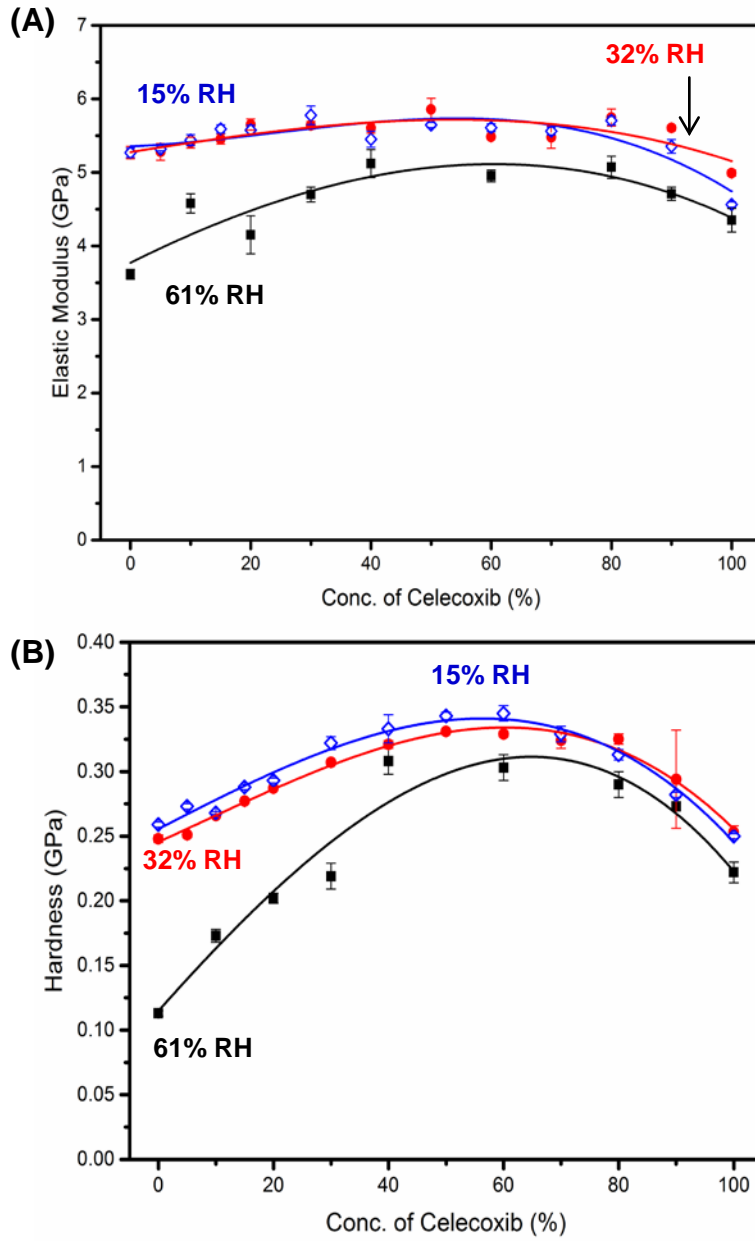 (A)
7
32% RH
15% RH
6
5
4
61% RH
3
2
1
0
Elastic Modulus (GPa)
0 20 40 60 80 100
Conc. of Celecoxib (%)
(B)
0.40
15% RH
0.35
0.30
0.25
32% RH
0.20
0.15
0.10
61% RH
0.05
0.00
Hardness (GPa)
0 20 40 60 80 100
Conc. of Celecoxib (%)